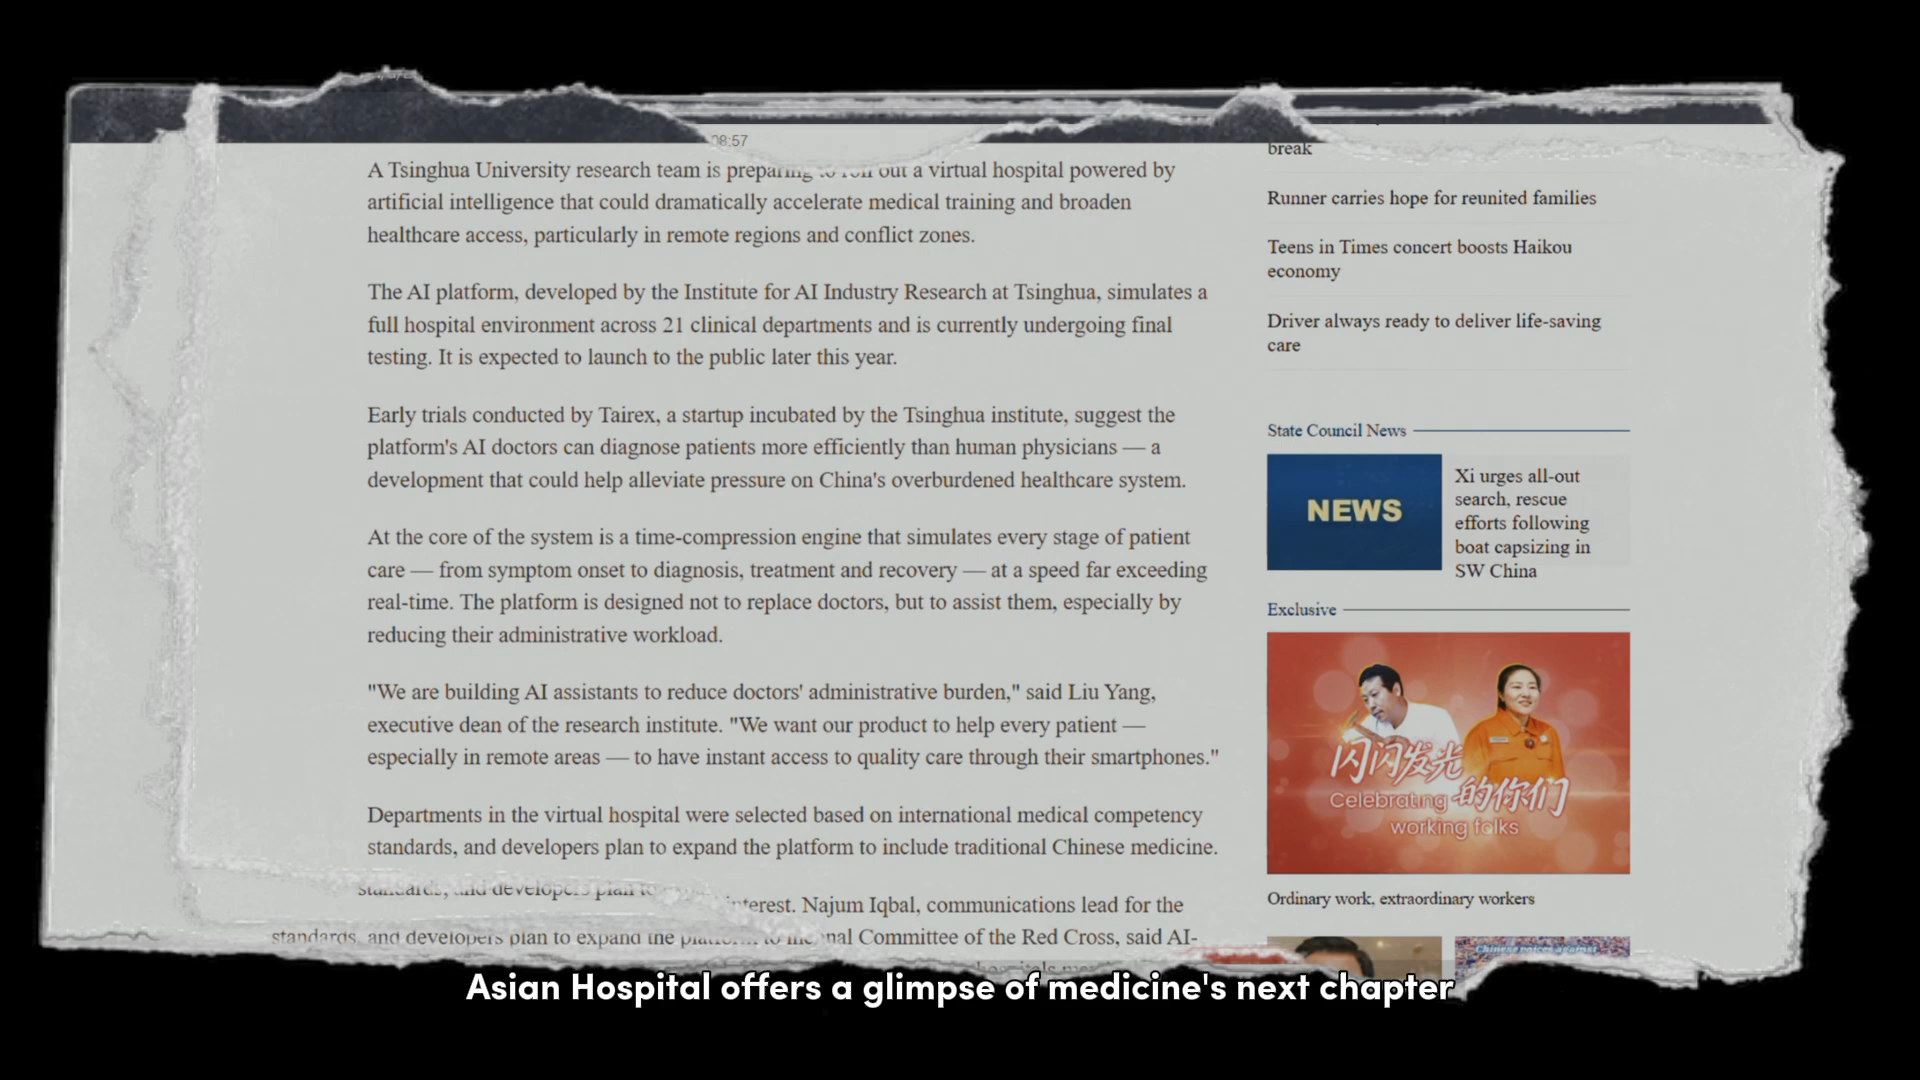 08:57
A Tsinghua University research team is preparing to roll out a virtual hospital powered by
artificial intelligence that could dramatically accelerate medical training and broaden
healthcare access, particularly in remote regions and conflict zones.
The AI platform, developed by the Institute for AI Industry Research at Tsinghua, simulates a
full hospital environment across 21 clinical departments and is currently undergoing final
testing. It is expected to launch to the public later this year.
Early trials conducted by Tairex, a startup incubated by the Tsinghua institute, suggest the
platform's AI doctors can diagnose patients more efficiently than human physicians — a
development that could help alleviate pressure on China's overburdened healthcare system.
At the core of the system is a time-compression engine that simulates every stage of patient
care — from symptom onset to diagnosis, treatment and recovery — at a speed far exceeding
real-time. The platform is designed not to replace doctors, but to assist them, especially by
reducing their administrative workload.
"We are building AI assistants to reduce doctors' administrative burden," said Liu Yang,
executive dean of the research institute. "We want our product to help every patient —
especially in remote areas — to have instant access to quality care through their smartphones."
Departments in the virtual hospital were selected based on international medical competency
standards, and developers plan to expand the platform to include traditional Chinese medicine.
standards, and developers plan to
interest. Najum Iqbal, communications lead for the
standards, and developers plan to expand the platform to
Committee of the Red Cross, said AI-
break
Runner carries hope for reunited families
Teens in Times concert boosts Haikou
economy
Driver always ready to deliver life-saving
care
State Council News
NEWS
Xi urges all-out
search, rescue
efforts following
boat capsizing in
SW China
Exclusive
闪闪发光
的你们
Celebrating
working folks
Ordinary work, extraordinary workers
Chinese voices against
Asian Hospital offers a glimpse of medicine's next chapter